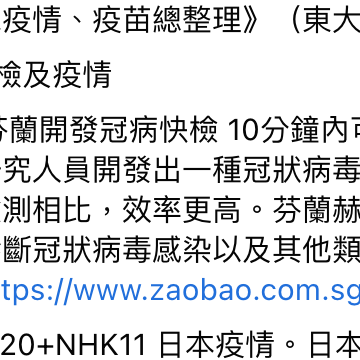 疫情、疫苗總整理》（東大
檢及疫情
芬蘭開發冠病快檢 10分鐘內可
究人員開發出一種冠狀病毒
測相比，效率更高。芬蘭赫
斷冠狀病毒感染以及其他類
tps://www.zaobao.com.sg
20+NHK11 日本疫情。日本